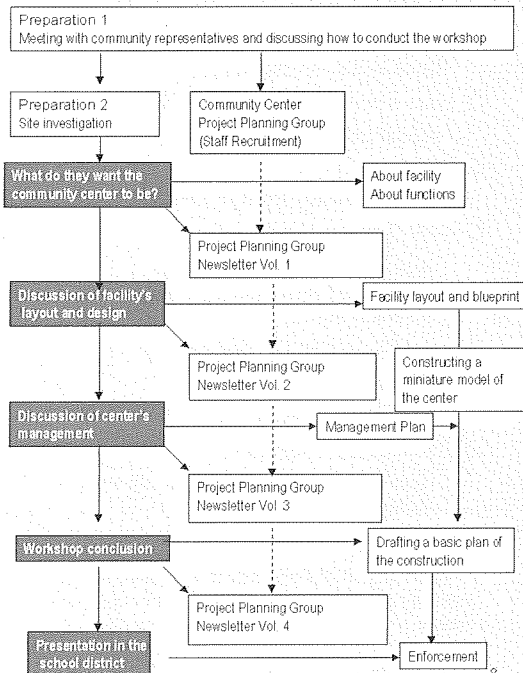 Preparation 1
Meeting with community representatives and discussing how to conduct the workshop
Preparation 2
Site investigation
Community Center
Project Planning Group
(Staff Recruitment)
What do they want the
community center to be?
About facility
About functions
Project Planning Group
Newsletter Vol. 1
Discussion of facility's
layout and design
Facility layout and blueprint
Project Planning Group
Newsletter Vol. 2
Constructing a
miniature model of
the center
Discussion of center's
management
Management Plan
Project Planning Group
Newsletter Vol. 3
Workshop conclusion
Drafting a basic plan of
the construction
Project Planning Group
Newsletter Vol. 4
Presentation in the
school district
Enforcement